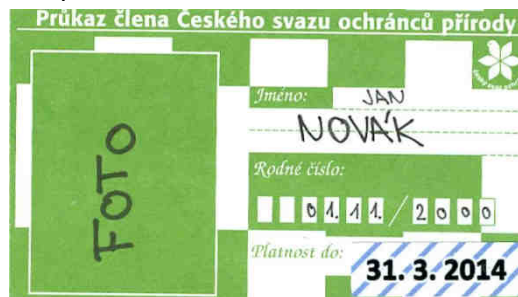 Průkaz člena Českého svazu ochránců přírody
FOTO
Jméno: JAN
NOVÁK
Rodné číslo:
01.11. / 2000
Platnost do:
31. 3. 2014